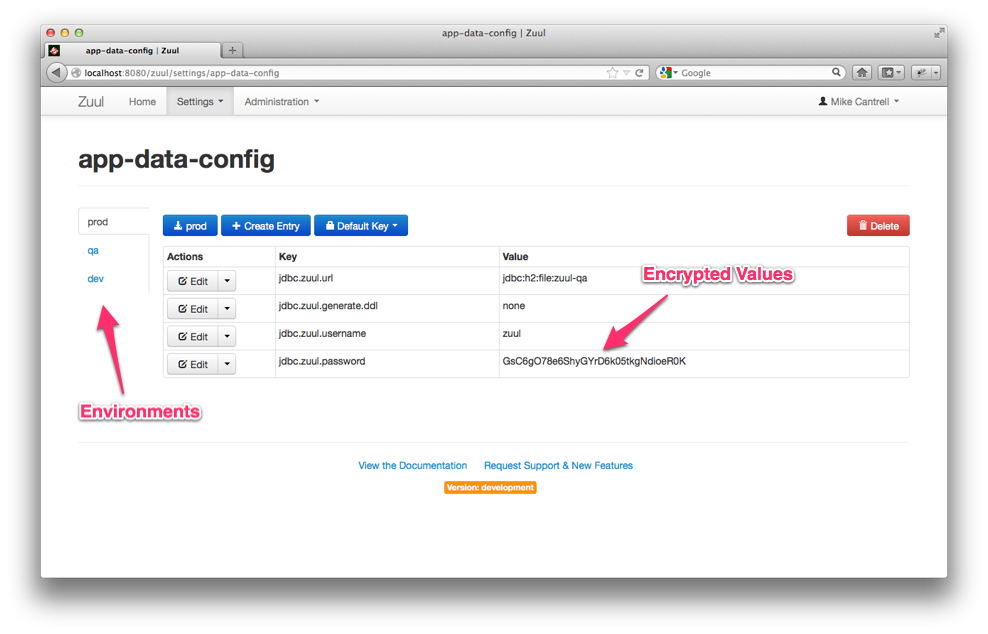 app-data-config | Zuul
app-data-config | Zuul
localhost:8080/zuul/settings/app-data-config
Google
Zuul Home Settings Administration Mike Cantrell
app-data-config
prod
qa
dev
prod Create Entry Default Key Delete
Actions Key Value
Edit jdbc.zuul.url jdbc:h2:file:zuul-qa
Edit jdbc.zuul.generate.ddl none
Edit jdbc.zuul.username zuul
Edit jdbc.zuul.password GsC6gO78e6ShyGYrD6k05tkgNdioeR0K
Encrypted Values
Environments
View the Documentation Request Support & New Features
Version: development